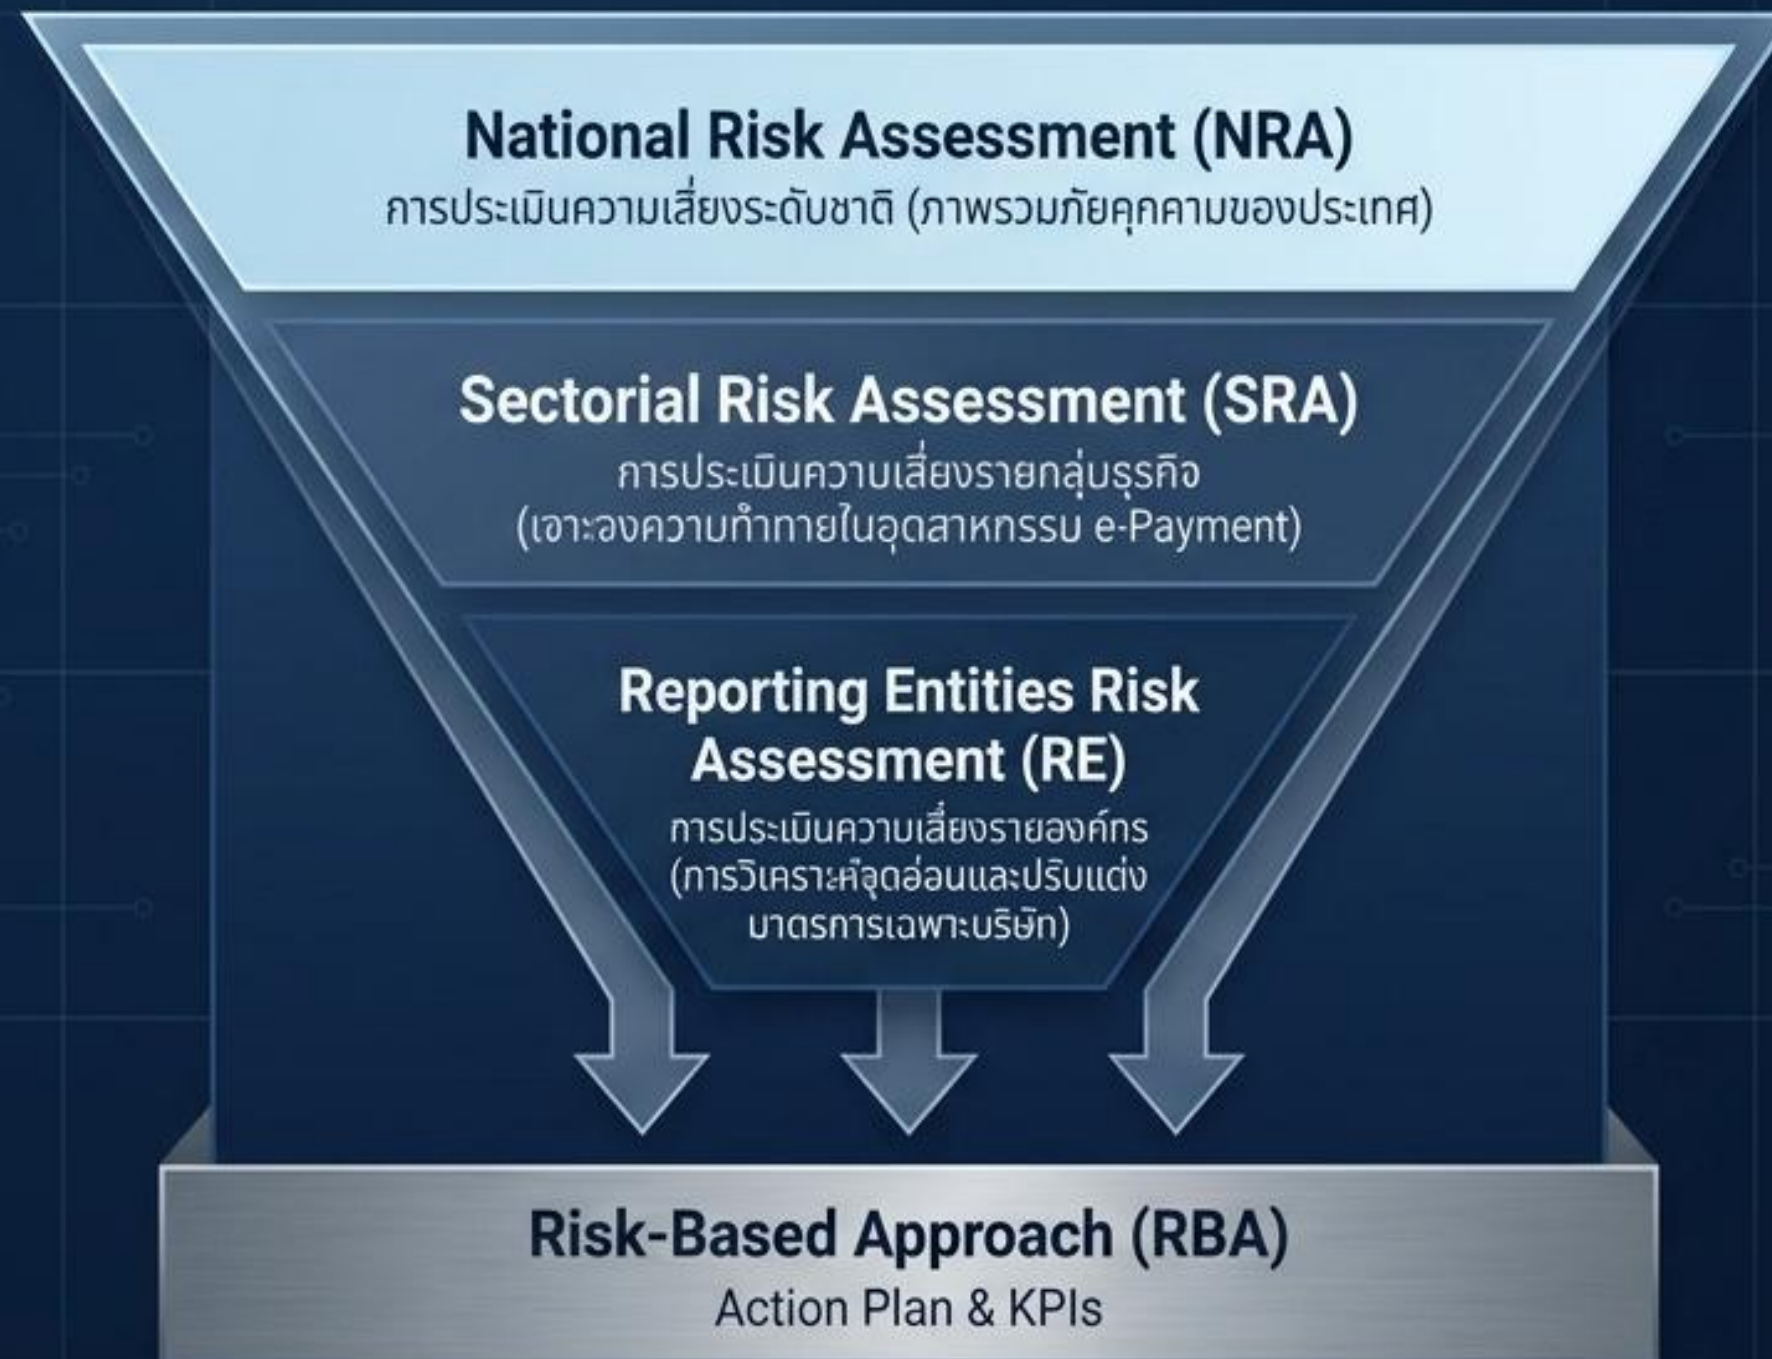 National Risk Assessment (NRA)
การประเมินความเสี่ยงระดับชาติ (ภาพรวมภัยคุกคามของประเทศ)
Sectorial Risk Assessment (SRA)
การประเมินความเสี่ยงรายกลุ่มธุรกิจ
(เจาะองความท้าทายในอุตสาหกรรม e-Payment)
Reporting Entities Risk
Assessment (RE)
การประเมินความเสี่ยงรายองค์กร
(การวิเคราะห์จุดอ่อนและปรับแต่ง
มาตรการเฉพาะบริษัท)
Risk-Based Approach (RBA)
Action Plan & KPIs